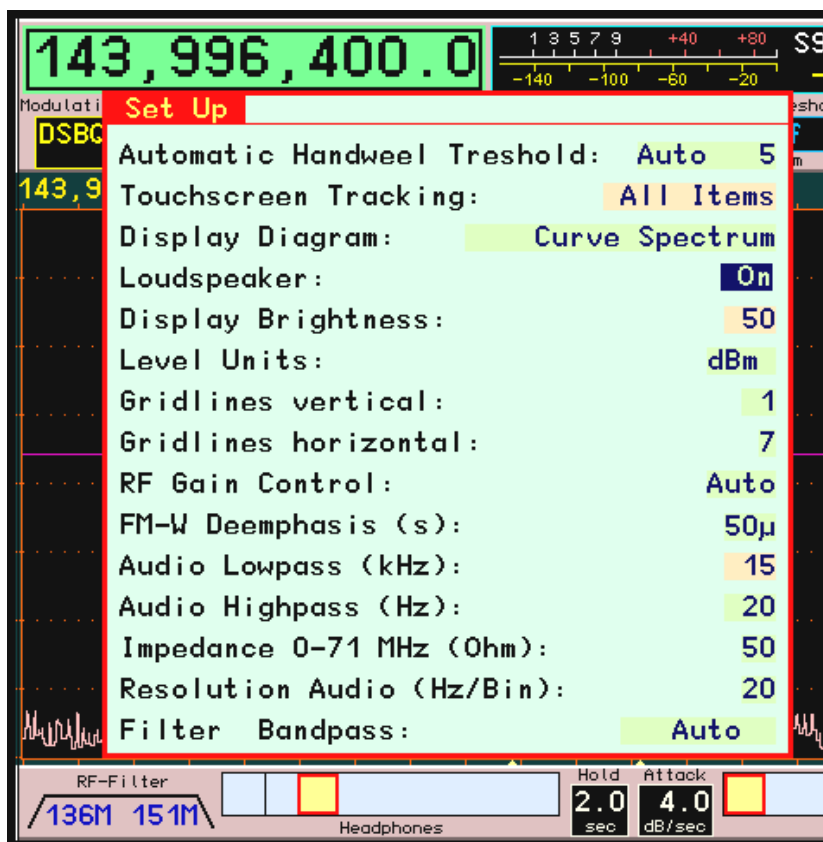 143,996,400.0
1 3 5 7 9 +40 +80 S9
-140 -100 -60 -20
Set Up
DSBQ
143,9
Automatic Handweel Treshold: Auto 5
Touchscreen Tracking: All Items
Display Diagram: Curve Spectrum
Loudspeaker: On
Display Brightness: 50
Level Units: dBm
Gridlines vertical: 1
Gridlines horizontal: 7
RF Gain Control: Auto
FM-W Deemphasis (s): 50µ
Audio Lowpass (kHz): 15
Audio Highpass (Hz): 20
Impedance 0-71 MHz (Ohm): 50
Resolution Audio (Hz/Bin): 20
Filter Bandpass: Auto
RF-Filter
136M 151M
Headphones
Hold Attack
2.0 4.0
sec dB/sec